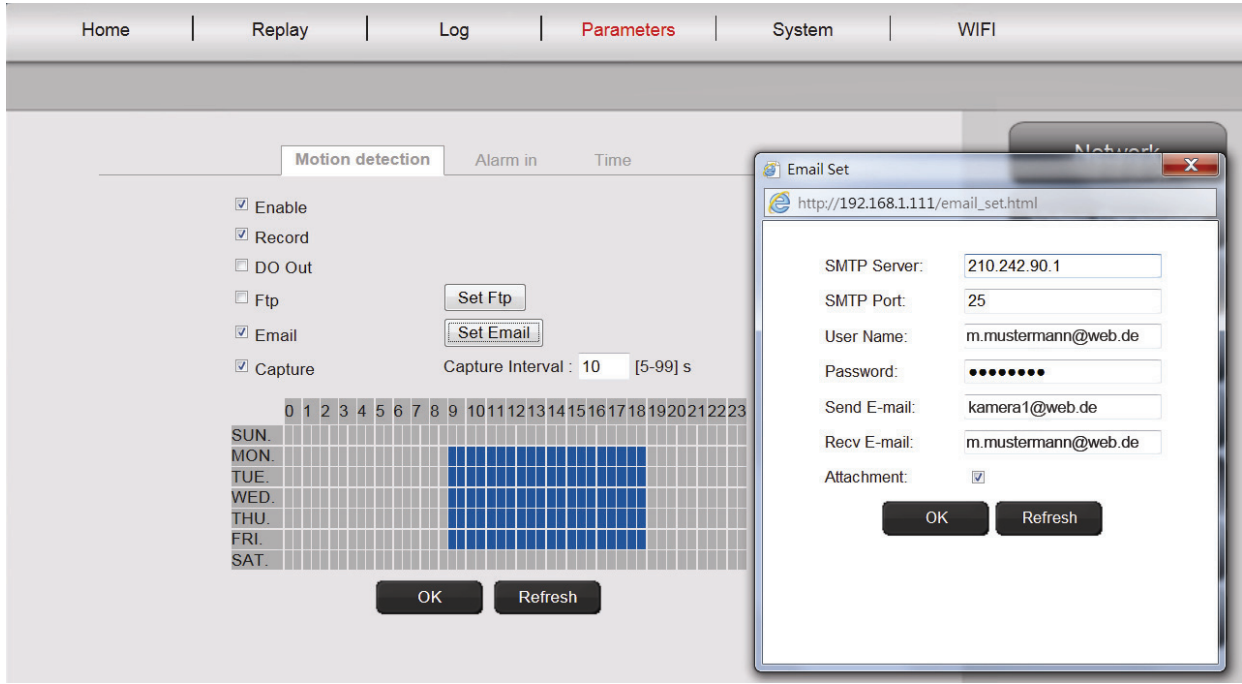 Home Replay Log Parameters System WIFI
Network
Motion detection Alarm in Time
Enable
Record
DO Out
Ftp Set Ftp
Email Set Email
Capture Capture Interval : 10 [5-99] s
0 1 2 3 4 5 6 7 8 9 10 11 12 13 14 15 16 17 18 19 20 21 22 23
SUN.
MON.
TUE.
WED.
THU.
FRI.
SAT.
OK Refresh
Email Set X
http://192.168.1.111/email_set.html
SMTP Server: 210.242.90.1
SMTP Port: 25
User Name: m.mustermann@web.de
Password: ●●●●●●●●
Send E-mail: kamera1@web.de
Recv E-mail: m.mustermann@web.de
Attachment:
OK Refresh